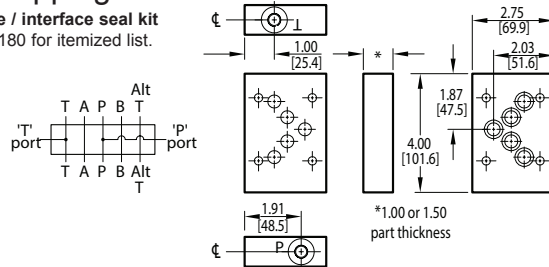 e / interface seal kit
180 for itemized list.
Alt
T A P B T
'T'
port
'P'
port
T A P B Alt
T
℄
T
1.00
[25.4]
*
2.75
[69.9]
2.03
[51.6]
1.87
[47.5]
4.00
[101.6]
1.91
[48.5]
℄
P
*1.00 or 1.50
part thickness